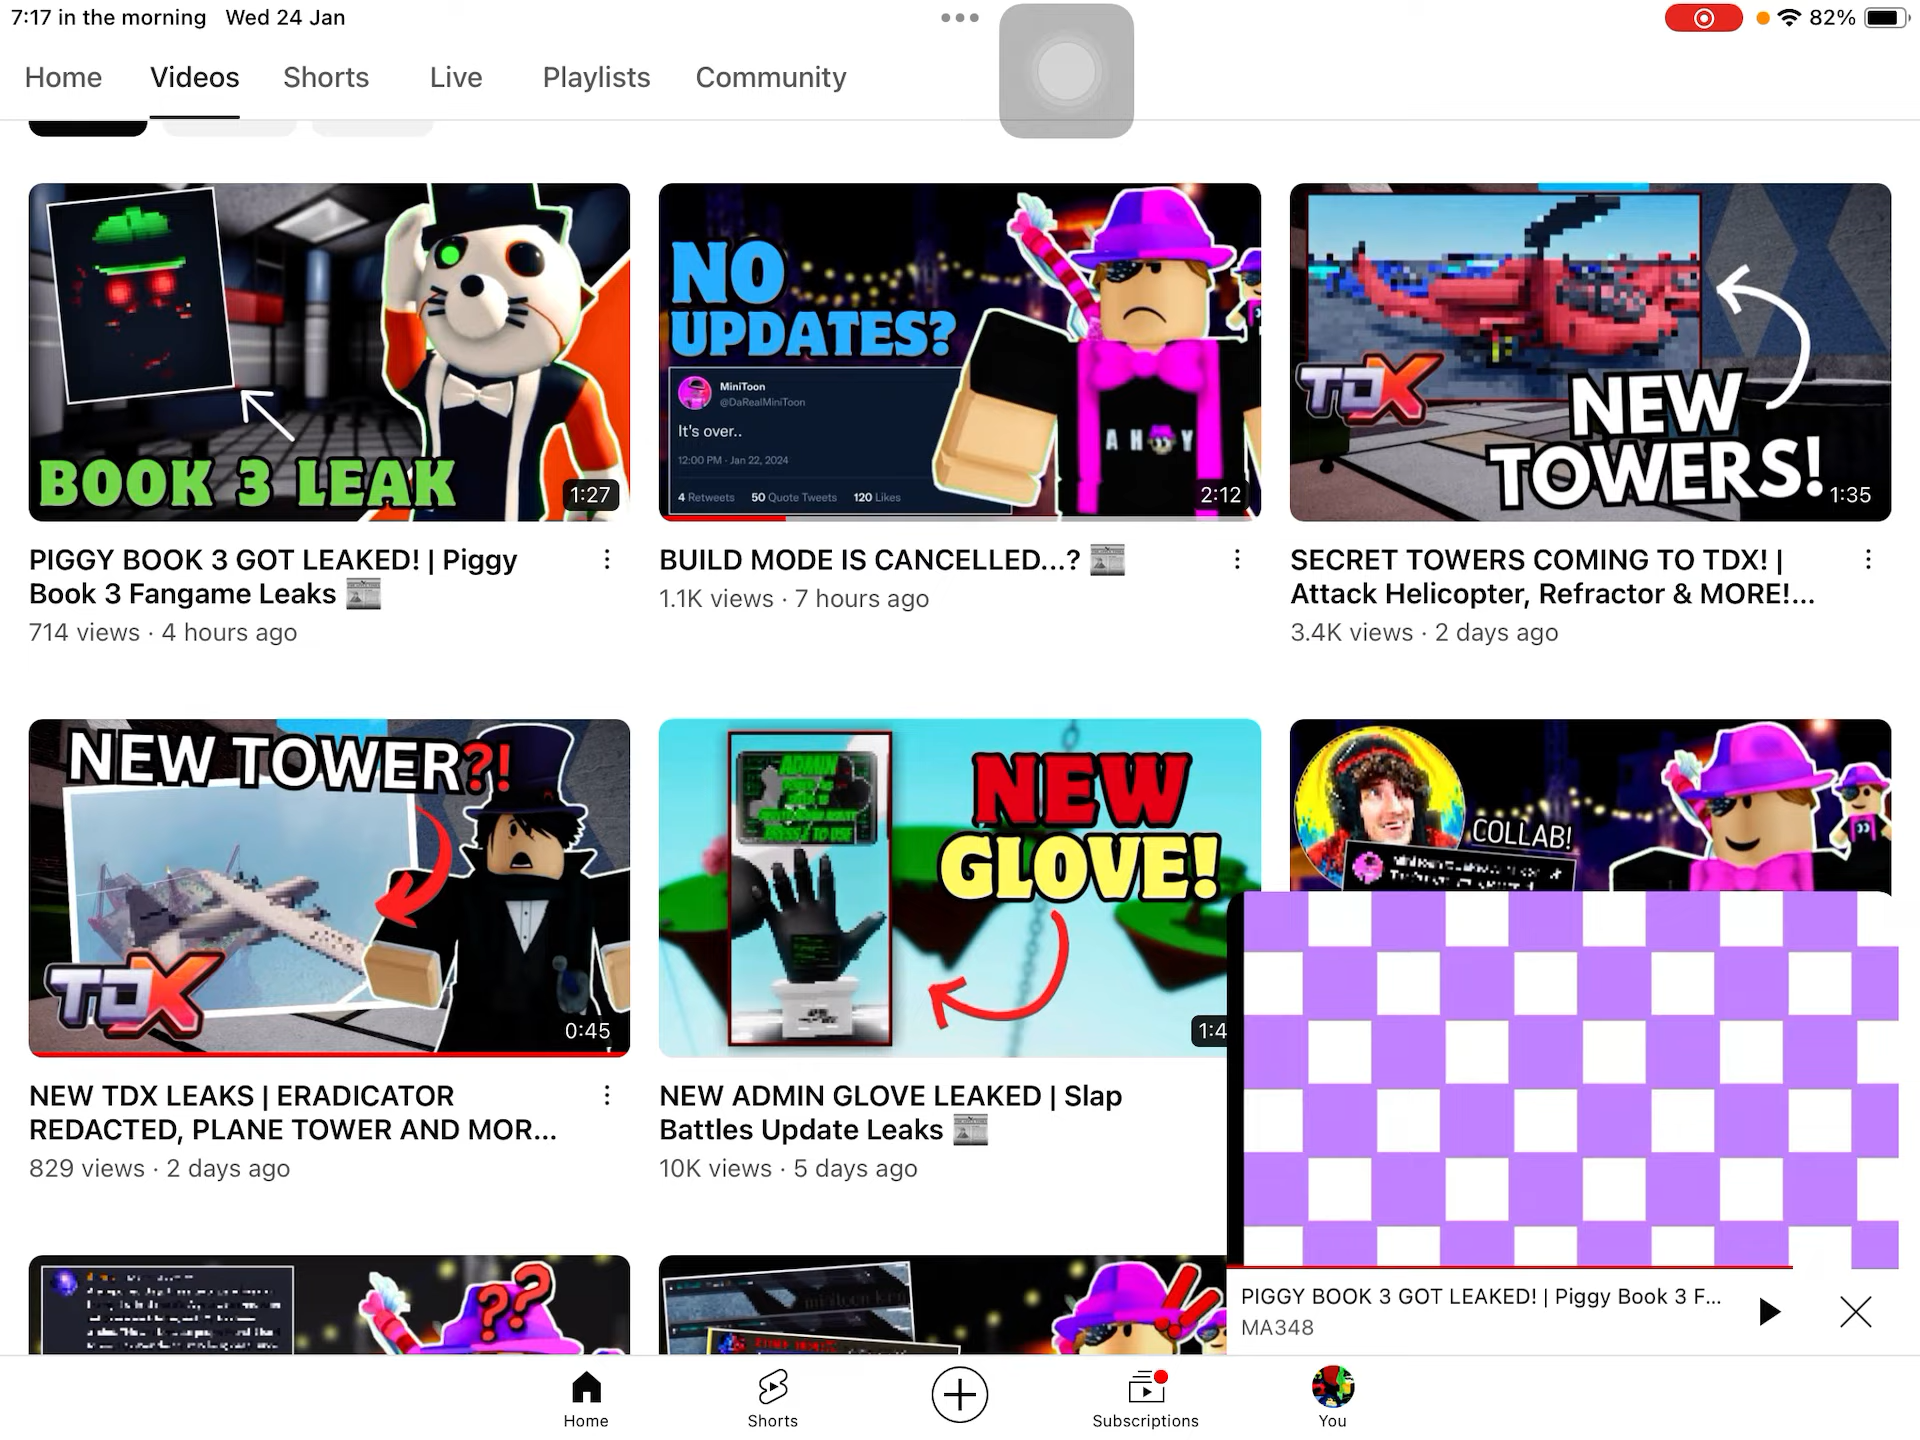 7:17 in the morning Wed 24 Jan
82%
Home Videos Shorts Live Playlists Community
BOOK 3 LEAK
1:27
NO
UPDATES?
MiniToon
@DaRealMiniToon
It's over..
12:00 PM - Jan 22, 2024
4 Retweets 50 Quote Tweets 120 Likes
AHOY
2:12
TDX
NEW
TOWERS!
1:35
PIGGY BOOK 3 GOT LEAKED! | Piggy
Book 3 Fangame Leaks
714 views · 4 hours ago
BUILD MODE IS CANCELLED...?
1.1K views · 7 hours ago
SECRET TOWERS COMING TO TDX! |
Attack Helicopter, Refractor & MORE!...
3.4K views · 2 days ago
NEW TOWER?!
TDX
0:45
ADMIN
NEW
GLOVE!
1:4
COLLAB!
NEW TDX LEAKS | ERADICATOR
REDACTED, PLANE TOWER AND MOR...
829 views · 2 days ago
NEW ADMIN GLOVE LEAKED | Slap
Battles Update Leaks
10K views · 5 days ago
??
PIGGY BOOK 3 GOT LEAKED! | Piggy Book 3 F...
MA348
Home
Shorts
Subscriptions
You